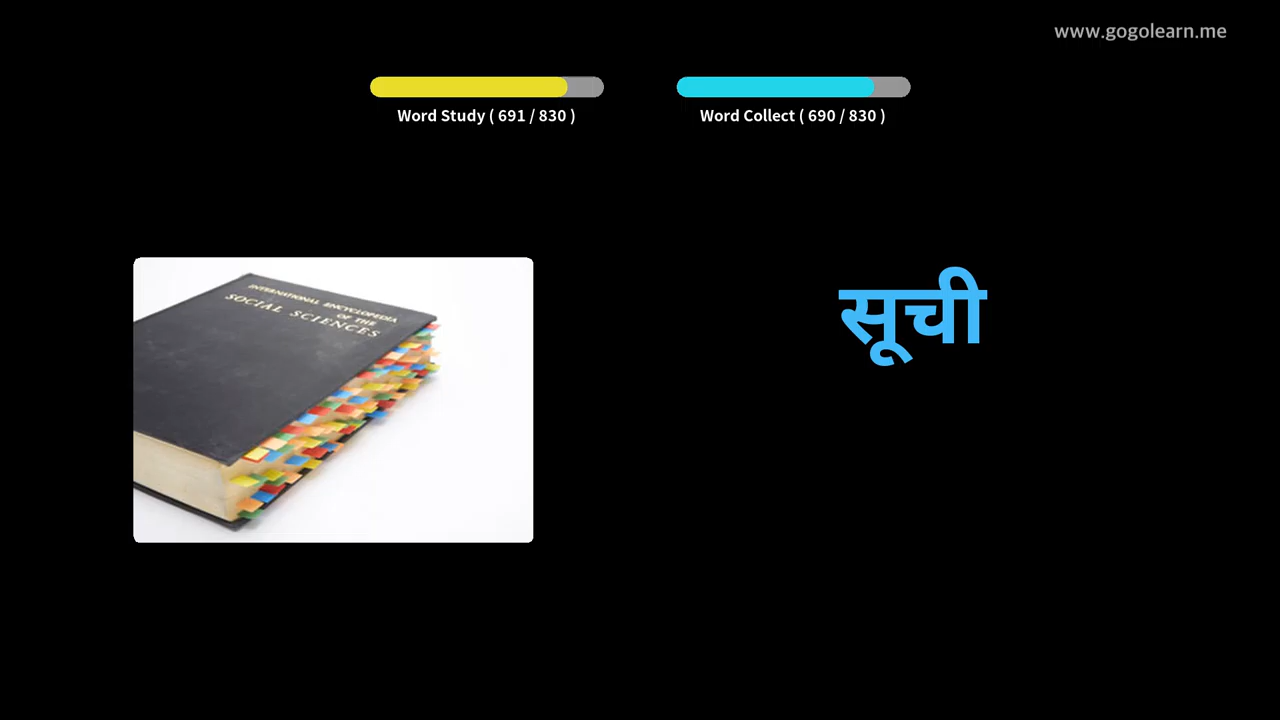 www.gogolearn.me
Word Study ( 691 / 830 )
Word Collect ( 690 / 830 )
INTERNATIONAL ENCYCLOPEDIA
OF THE
SOCIAL SCIENCES
सूची